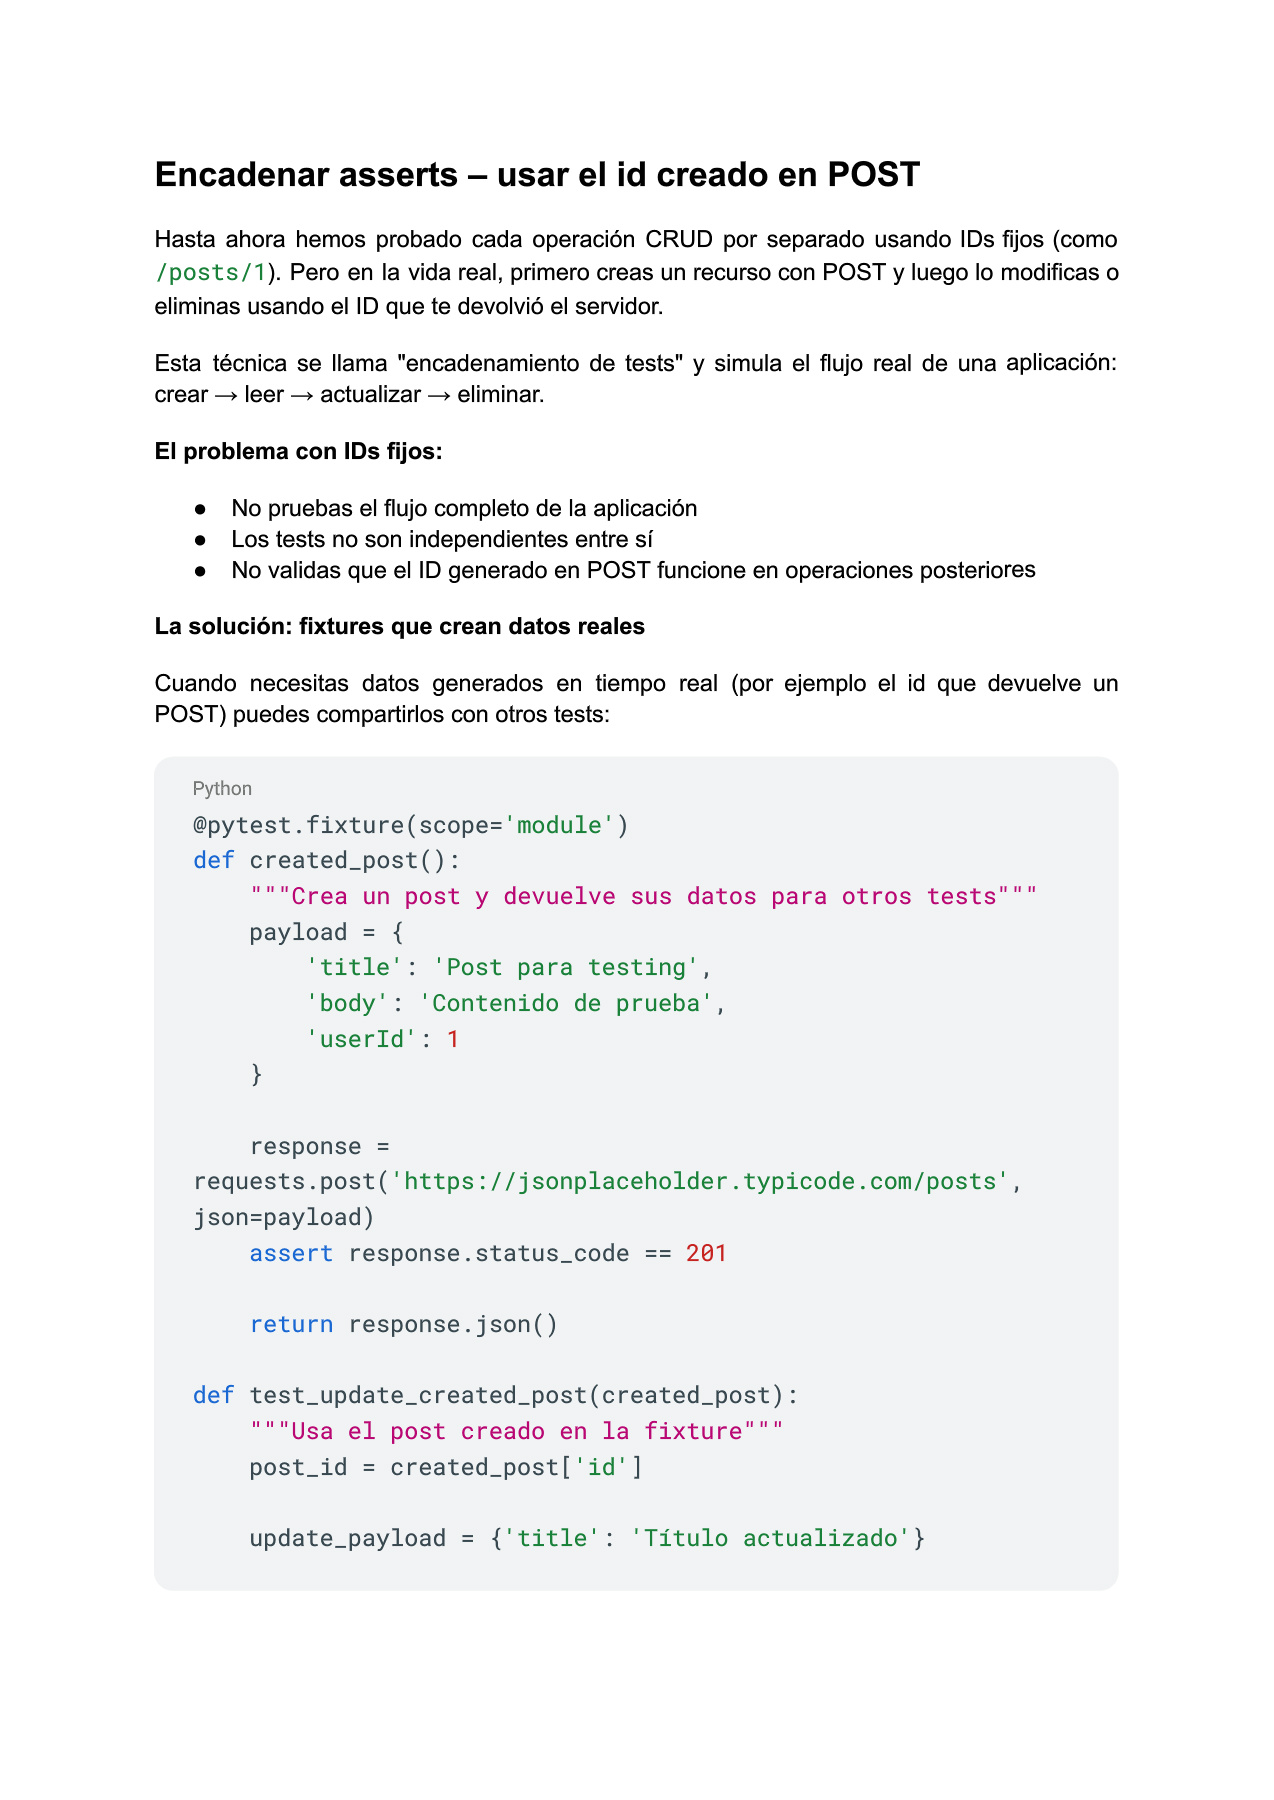 Encadenar asserts – usar el id creado en POST
Hasta ahora hemos probado cada operación CRUD por separado usando IDs fijos (como
/posts/1). Pero en la vida real, primero creas un recurso con POST y luego lo modificas o
eliminas usando el ID que te devolvió el servidor.
Esta técnica se llama "encadenamiento de tests" y simula el flujo real de una aplicación:
crear → leer → actualizar → eliminar.
El problema con IDs fijos:
● No pruebas el flujo completo de la aplicación
● Los tests no son independientes entre sí
● No validas que el ID generado en POST funcione en operaciones posteriores
La solución: fixtures que crean datos reales
Cuando necesitas datos generados en tiempo real (por ejemplo el id que devuelve un
POST) puedes compartirlos con otros tests:
Python
@pytest.fixture(scope='module')
def created_post():
    """Crea un post y devuelve sus datos para otros tests"""
    payload = {
        'title': 'Post para testing',
        'body': 'Contenido de prueba',
        'userId': 1
    }
    response =
requests.post('https://jsonplaceholder.typicode.com/posts',
json=payload)
    assert response.status_code == 201
    return response.json()
def test_update_created_post(created_post):
    """Usa el post creado en la fixture"""
    post_id = created_post['id']
    update_payload = {'title': 'Título actualizado'}